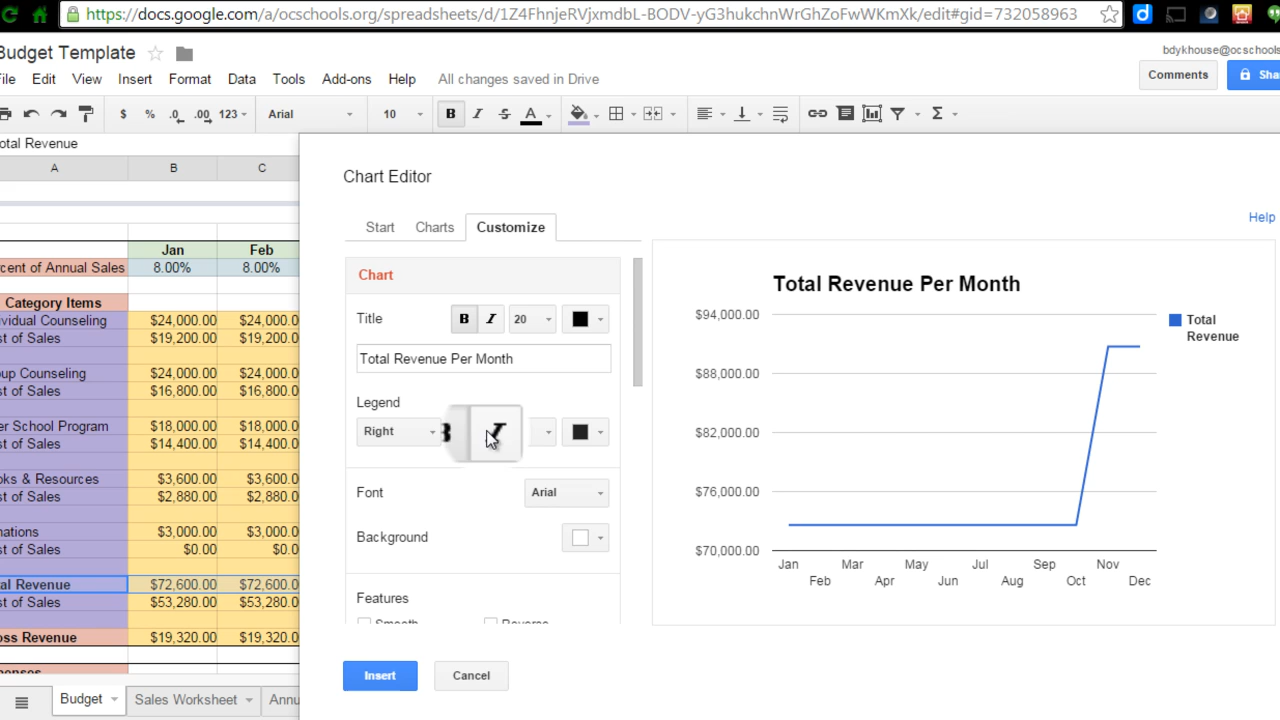 https://docs.google.com/a/ocschools.org/spreadsheets/d/1Z4FhnjeRVjxmdbL-BODV-yG3hukchnWrGhZoFwWKmXk/edit#gid=732058963
Budget Template
bdykhouse@ocschools
ile Edit View Insert Format Data Tools Add-ons Help All changes saved in Drive
Comments Sha
$ % .0 .00 123 Arial 10 B I S A Σ
otal Revenue
A B C
Chart Editor
Help
Start Charts Customize
Chart
Title B I 20
Total Revenue Per Month
Legend
Right B I
Font Arial
Background
Features
Smooth Reverse
Insert Cancel
Jan Feb
rcent of Annual Sales 8.00% 8.00%
Category Items
ividual Counseling $24,000.00 $24,000.0
st of Sales $19,200.00 $19,200.0
oup Counseling $24,000.00 $24,000.0
st of Sales $16,800.00 $16,800.0
er School Program $18,000.00 $18,000.0
st of Sales $14,400.00 $14,400.0
oks & Resources $3,600.00 $3,600.0
st of Sales $2,880.00 $2,880.0
nations $3,000.00 $3,000.0
st of Sales $0.00 $0.0
tal Revenue $72,600.00 $72,600.0
st of Sales $53,280.00 $53,280.0
oss Revenue $19,320.00 $19,320.0
penses
Total Revenue Per Month
$94,000.00
$88,000.00
$82,000.00
$76,000.00
$70,000.00
Jan Feb Mar Apr May Jun Jul Aug Sep Oct Nov Dec
Total
Revenue
Budget Sales Worksheet Annu